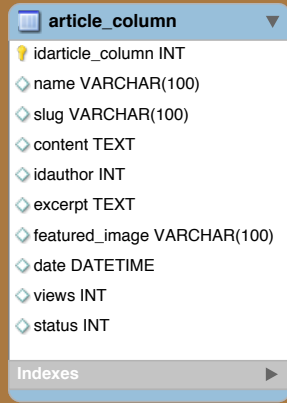 article_column
idarticle_column INT
name VARCHAR(100)
slug VARCHAR(100)
content TEXT
idauthor INT
excerpt TEXT
featured_image VARCHAR(100)
date DATETIME
views INT
status INT
Indexes